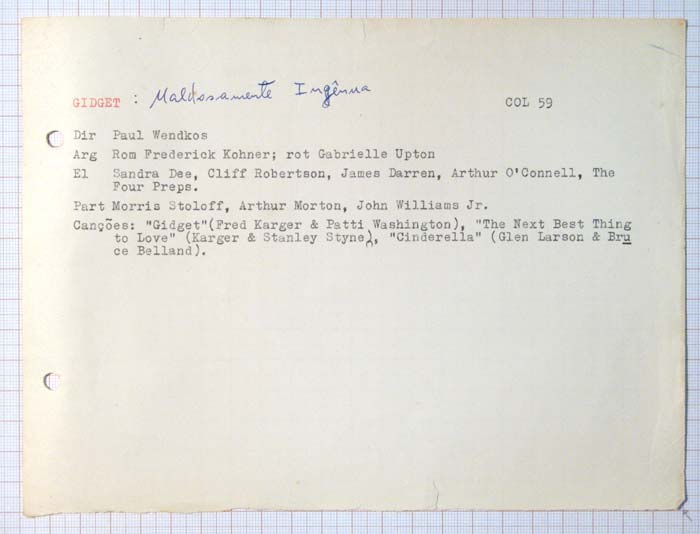 GIDGET : Maldosamente Ingênua COL 59
Dir Paul Wendkos
Arg Rom Frederick Kohner; rot Gabrielle Upton
El Sandra Dee, Cliff Robertson, James Darren, Arthur O'Connell, The
Four Preps.
Part Morris Stoloff, Arthur Morton, John Williams Jr.
Canções: "Gidget"(Fred Karger & Patti Washington), "The Next Best Thing
to Love" (Karger & Stanley Styne), "Cinderella" (Glen Larson & Bru
ce Belland).